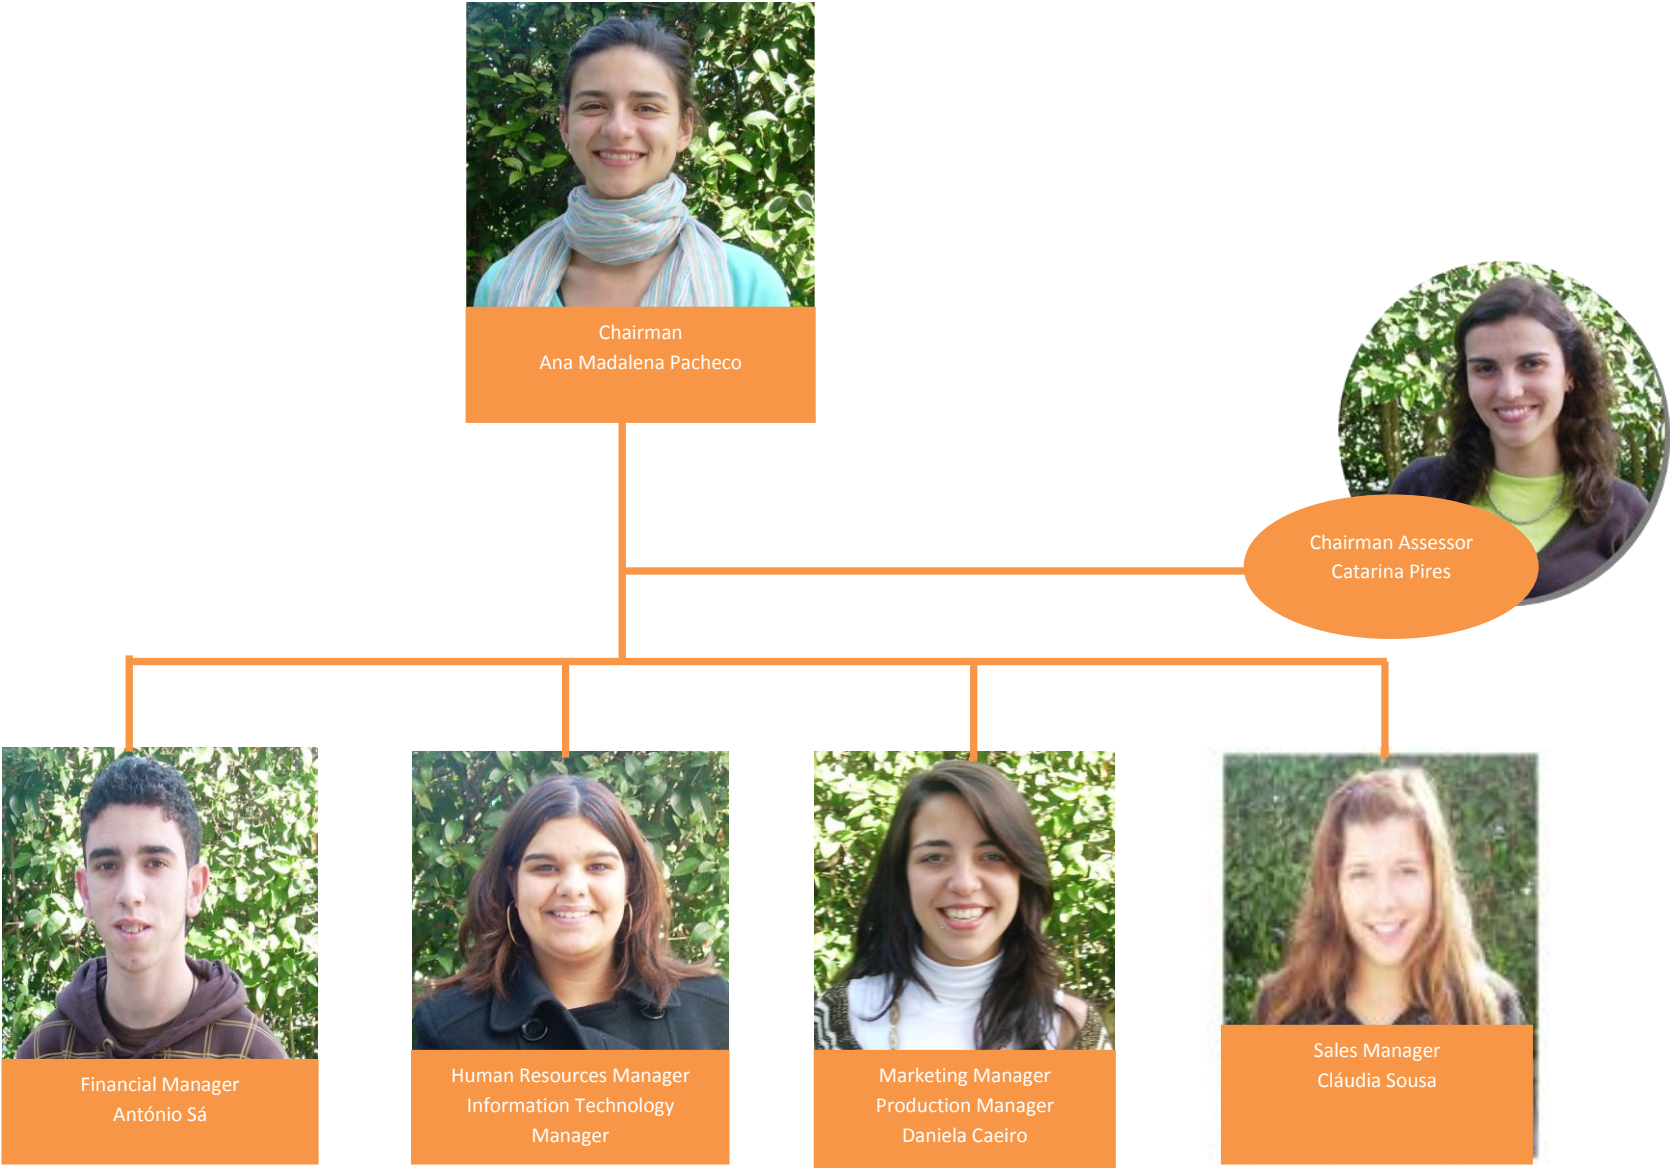 Chairman
Ana Madalena Pacheco
Chairman Assessor
Catarina Pires
Financial Manager
António Sá
Human Resources Manager
Information Technology
Manager
Marketing Manager
Production Manager
Daniela Caeiro
Sales Manager
Cláudia Sousa